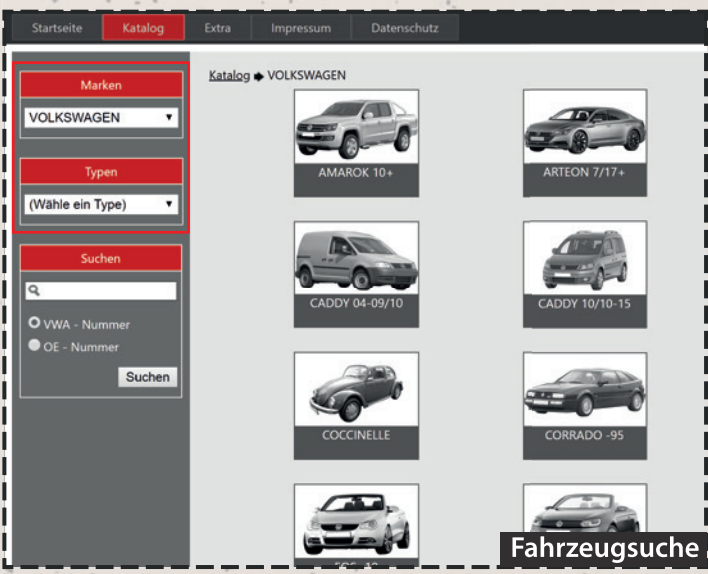 Startseite Katalog Extra Impressum Datenschutz
Marken
VOLKSWAGEN
Typen
(Wähle ein Type)
Suchen
VWA - Nummer
OE - Nummer
Suchen
Katalog VOLKSWAGEN
AMAROK 10+ ARTEON 7/17+
CADDY 04-09/10 CADDY 10/10-15
COCCINELLE CORRADO -95
Fahrzeugsuche